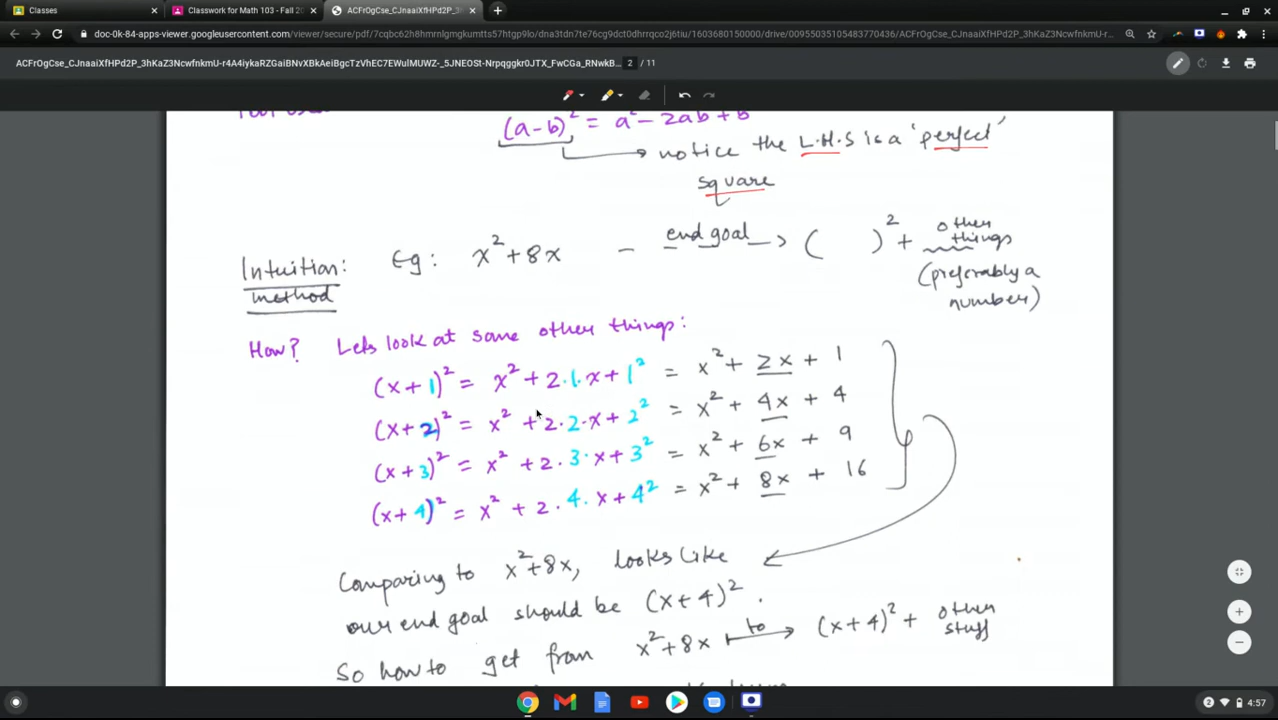 Classes
Classwork for Math 103 - Fall 20
ACFrOgCse_CJnaaiXfHPd2P_3h
ACFrOgCse_CJnaaiXfHPd2P_3hKaZ3NcwfnkmU-r4A4iykaRZGaiBNvXBkAeiBgcTzVhEC7EWulMUWZ-_5JNEOSt-Nrpqggkr0JTX_FwCGa_RNwkB...
2 / 11
(a-b)² = a² - 2ab + b
notice the L.H.S is a 'perfect'
square
Intuition: Eg: x² + 8x - end goal → ( )² + other things
method
(preferably a number)
How? Lets look at some other things:
(x+1)² = x² + 2·1·x + 1² = x² + 2x + 1
(x+2)² = x² + 2·2·x + 2² = x² + 4x + 4
(x+3)² = x² + 2·3·x + 3² = x² + 6x + 9
(x+4)² = x² + 2·4·x + 4² = x² + 8x + 16
Comparing to x²+8x, looks like
our end goal should be (x+4)².
So how to get from x²+8x to → (x+4)² + other stuff
2
4:57